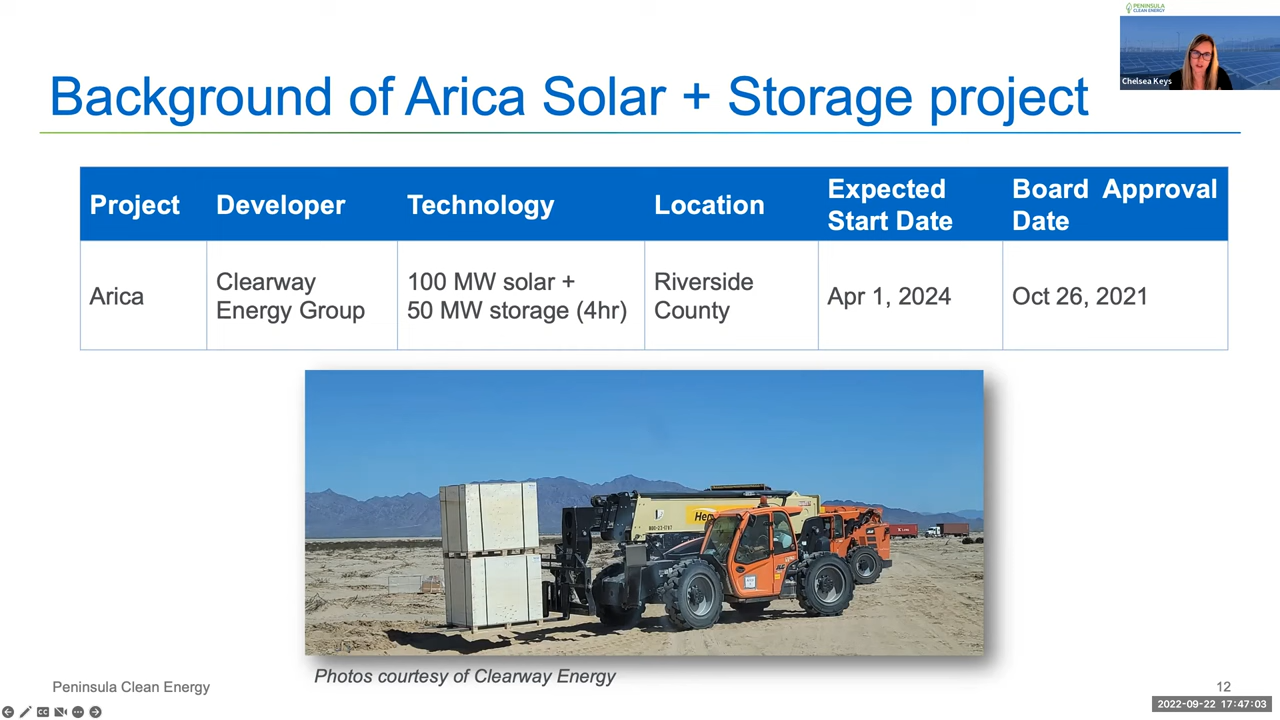 PENINSULA
CLEAN ENERGY
Chelsea Keys
Background of Arica Solar + Storage project
Project
Developer
Technology
Location
Expected
Start Date
Board Approval
Date
Arica
Clearway
Energy Group
100 MW solar +
50 MW storage (4hr)
Riverside
County
Apr 1, 2024
Oct 26, 2021
Photos courtesy of Clearway Energy
Peninsula Clean Energy
12
CC
2022-09-22 17:47:03